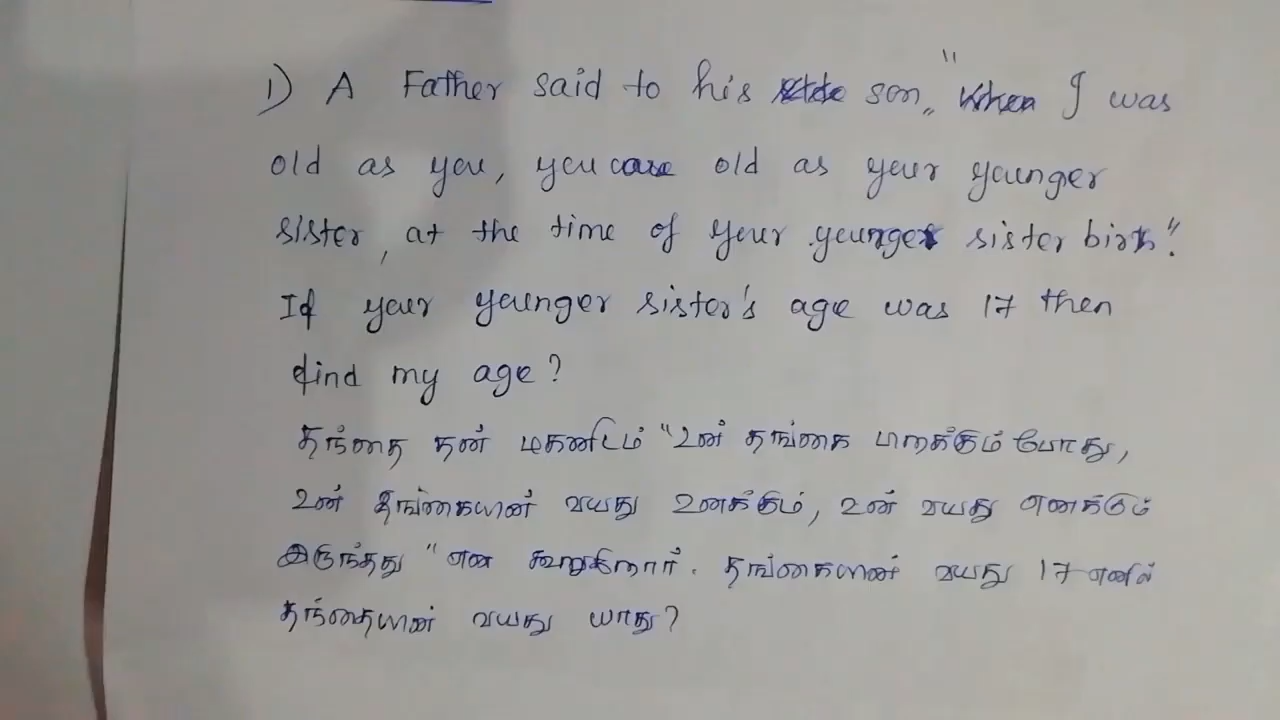 1) A Father said to his son, " I was
old as you, you are old as your younger
sister, at the time of your younger sister birth".
If your younger sister's age was 17 then
find my age?
தந்தை தன் மகனிடம் "உன் தங்கை பிறக்கும் போது,
உன் தங்கையின் வயது உனக்கும், உன் வயது எனக்கும்
இருந்தது" என கூறுகிறார். தங்கையின் வயது 17 எனில்
தந்தையின் வயது யாது?